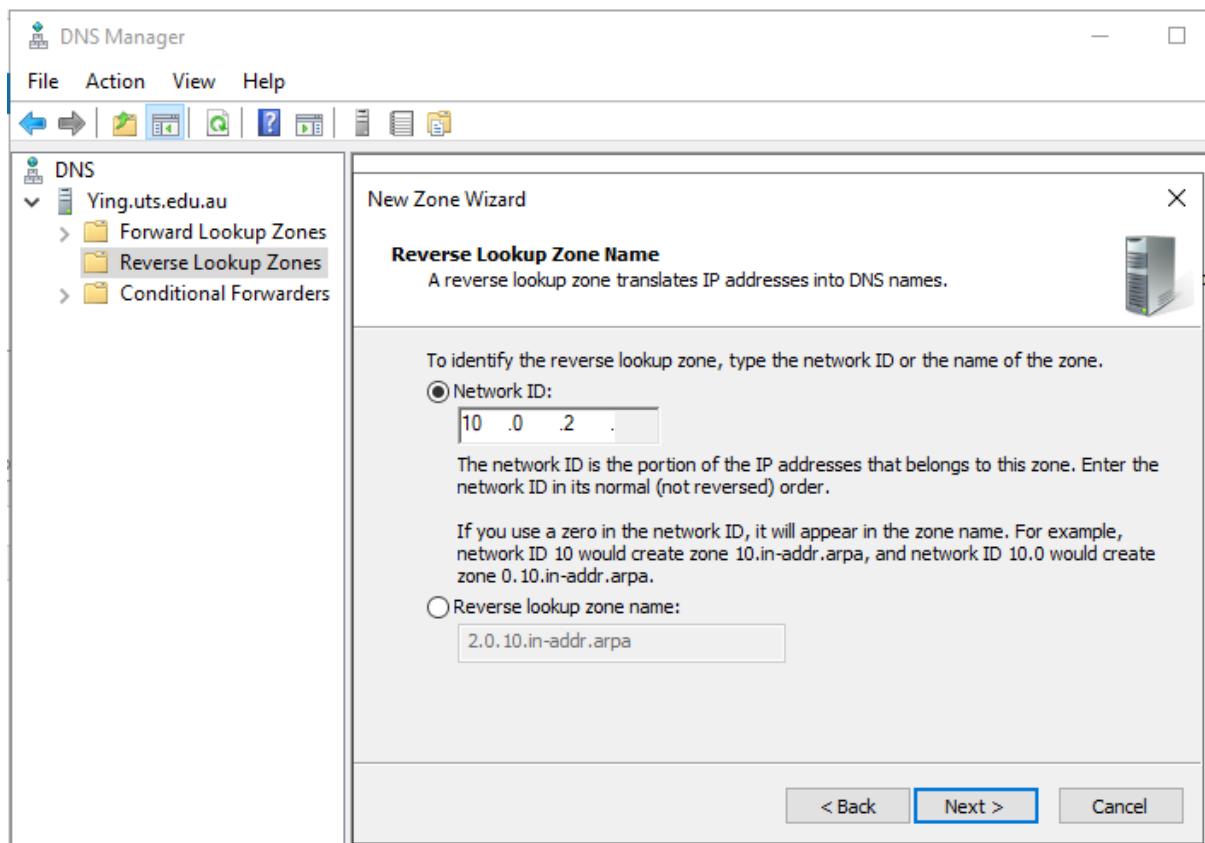 DNS Manager
File Action View Help
DNS
Ying.uts.edu.au
Forward Lookup Zones
Reverse Lookup Zones
Conditional Forwarders
New Zone Wizard
Reverse Lookup Zone Name
A reverse lookup zone translates IP addresses into DNS names.
To identify the reverse lookup zone, type the network ID or the name of the zone.
Network ID:
10 .0 .2 .
The network ID is the portion of the IP addresses that belongs to this zone. Enter the
network ID in its normal (not reversed) order.
If you use a zero in the network ID, it will appear in the zone name. For example,
network ID 10 would create zone 10.in-addr.arpa, and network ID 10.0 would create
zone 0.10.in-addr.arpa.
Reverse lookup zone name:
2.0.10.in-addr.arpa
< Back Next > Cancel